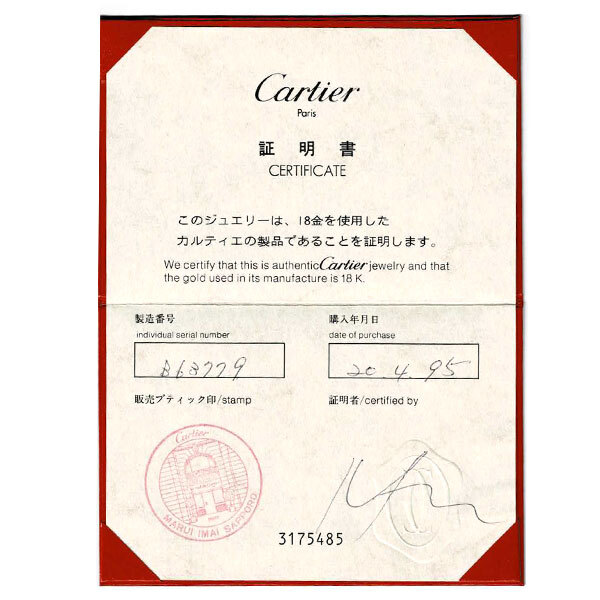 Cartier
Paris
証明書
CERTIFICATE
このジュエリーは、18金を使用した
カルティエの製品であることを証明します。
We certify that this is authentic Cartier jewelry and that
the gold used in its manufacture is 18 K.
製造番号
individual serial number
B63779
購入年月日
date of purchase
20.4.95
販売ブティック印/stamp
証明者/certified by
Cartier
MARUI IMAI SAPPORO
3175485